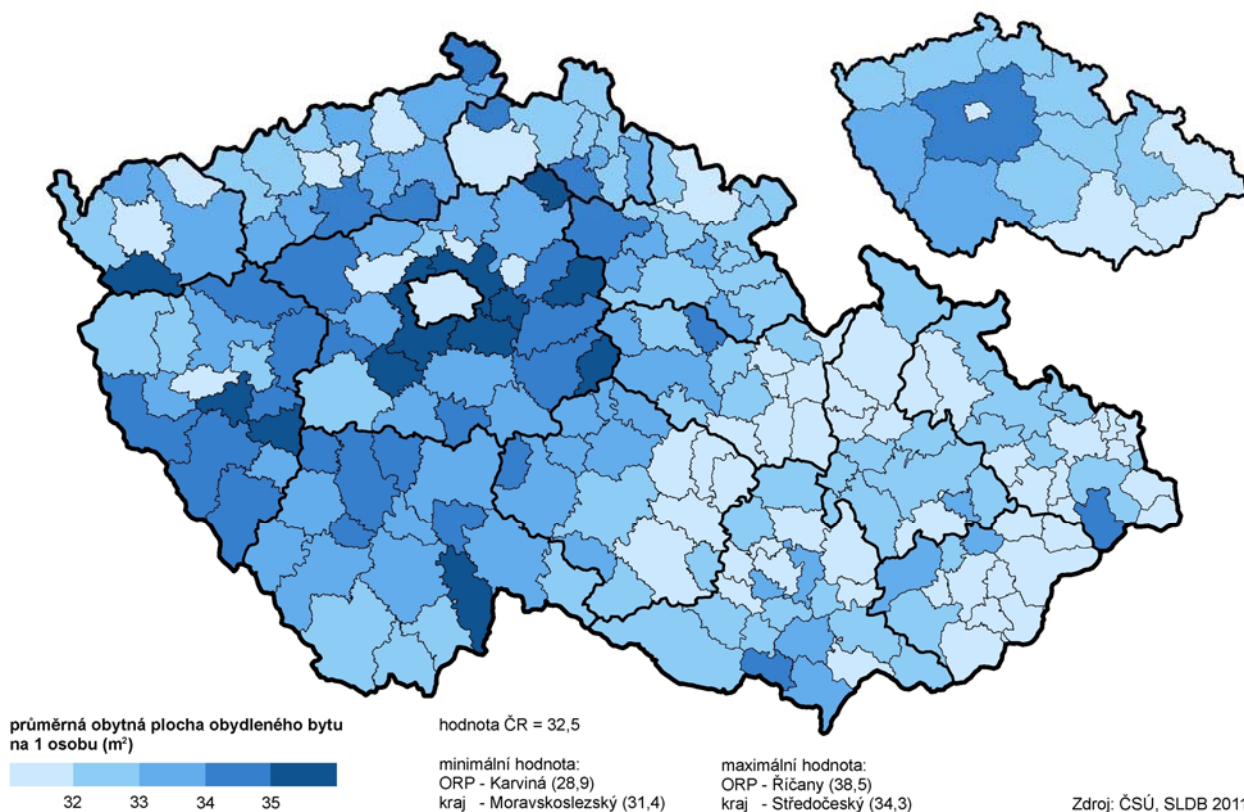 průměrná obytná plocha obydleného bytu
na 1 osobu (m²)
32 33 34 35
hodnota ČR = 32,5
minimální hodnota:
ORP - Karviná (28,9)
kraj - Moravskoslezský (31,4)
maximální hodnota:
ORP - Říčany (38,5)
kraj - Středočeský (34,3)
Zdroj: ČSÚ, SLDB 2011